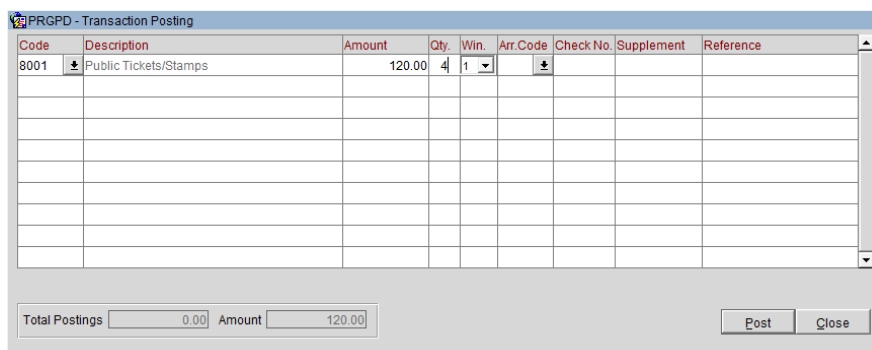 PRGPD - Transaction Posting
Code Description Amount Qty. Win. Arr.Code Check No. Supplement Reference
8001 Public Tickets/Stamps 120.00 4 1
Total Postings 0.00 Amount 120.00
Post Close